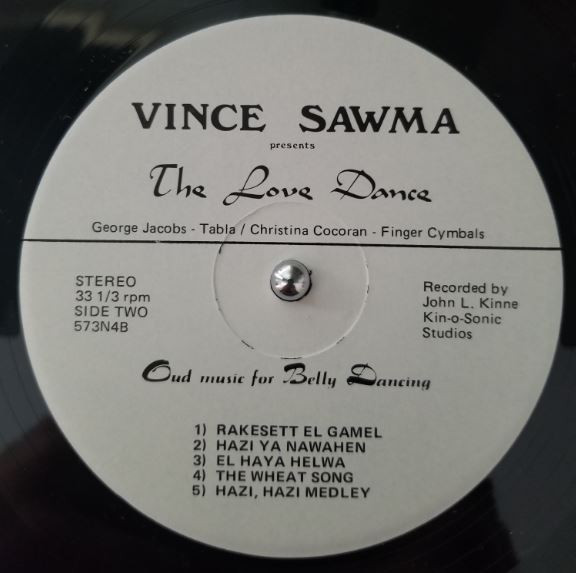 VINCE SAWMA
presents
The Love Dance
George Jacobs - Tabla / Christina Cocoran - Finger Cymbals
STEREO
33 1/3 rpm
SIDE TWO
573N4B
Recorded by
John L. Kinne
Kin-o-Sonic
Studios
Oud music for Belly Dancing
1) RAKESETT EL GAMEL
2) HAZI YA NAWAHEN
3) EL HAYA HELWA
4) THE WHEAT SONG
5) HAZI, HAZI MEDLEY